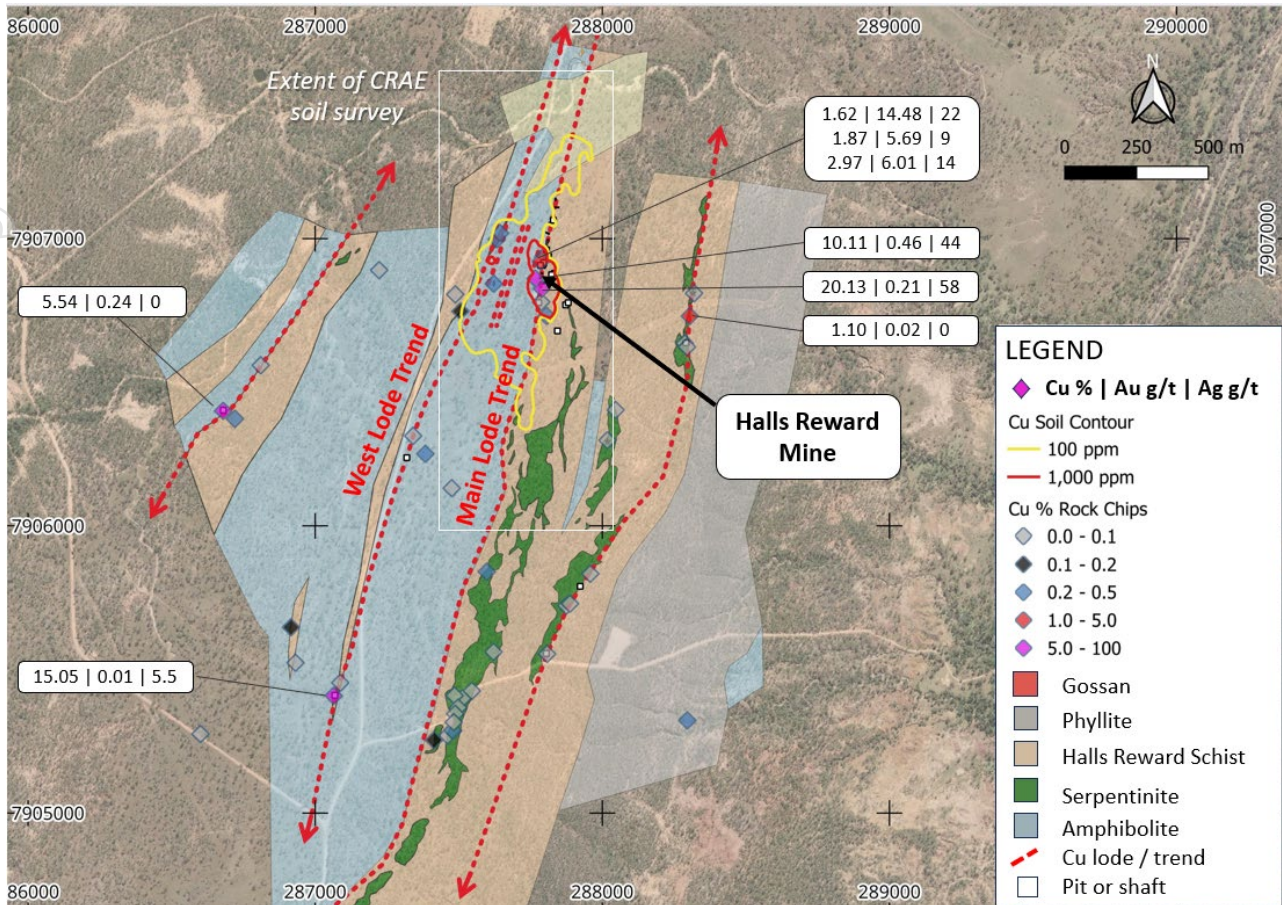 86000
287000
288000
289000
290000
Extent of CRAE
soil survey
N
0 250 500 m
1.62 | 14.48 | 22
1.87 | 5.69 | 9
2.97 | 6.01 | 14
7907000
7907000
10.11 | 0.46 | 44
20.13 | 0.21 | 58
1.10 | 0.02 | 0
5.54 | 0.24 | 0
West Lode Trend
Main Lode Trend
Halls Reward
Mine
7906000
15.05 | 0.01 | 5.5
7905000
LEGEND
Cu % | Au g/t | Ag g/t
Cu Soil Contour
100 ppm
1,000 ppm
Cu % Rock Chips
0.0 - 0.1
0.1 - 0.2
0.2 - 0.5
1.0 - 5.0
5.0 - 100
Gossan
Phyllite
Halls Reward Schist
Serpentinite
Amphibolite
Cu lode / trend
Pit or shaft
86000
287000
288000
289000